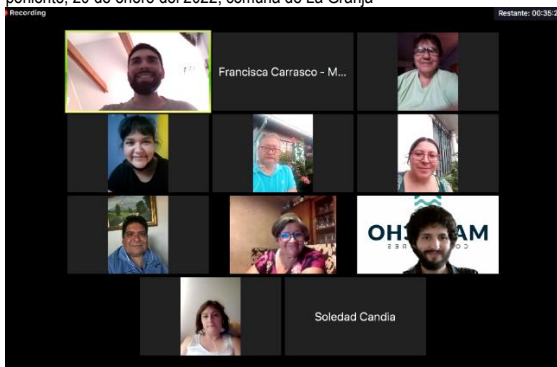 poniente, 20 de enero del 2022, comuna de La Granja
Recording
Restante: 00:35:2
Francisca Carrasco - M...
Soledad Candia